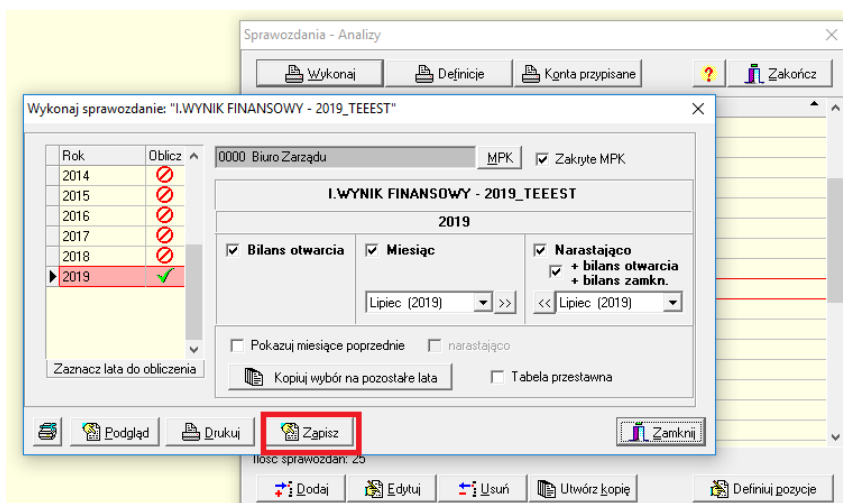 Sprawozdania - Analizy
Wykonaj
Definicje
Konta przypisane
?
Zakończ
Wykonaj sprawozdanie: "I.WYNIK FINANSOWY - 2019_TEEEST"
Rok Oblicz
2014
2015
2016
2017
2018
2019
Zaznacz lata do obliczenia
0000 Biuro Zarządu
MPK
Zakryte MPK
I.WYNIK FINANSOWY - 2019_TEEEST
2019
Bilans otwarcia
Miesiąc
Lipiec (2019)
>>
Narastająco
+ bilans otwarcia
+ bilans zamkn.
<<
Lipiec (2019)
Pokazuj miesiące poprzednie
narastająco
Kopiuj wybór na pozostałe lata
Tabela przestawna
Podgląd
Drukuj
Zapisz
Zamknij
Ilość sprawozdań: 25
Dodaj
Edytuj
Usuń
Utwórz kopię
Definiuj pozycje